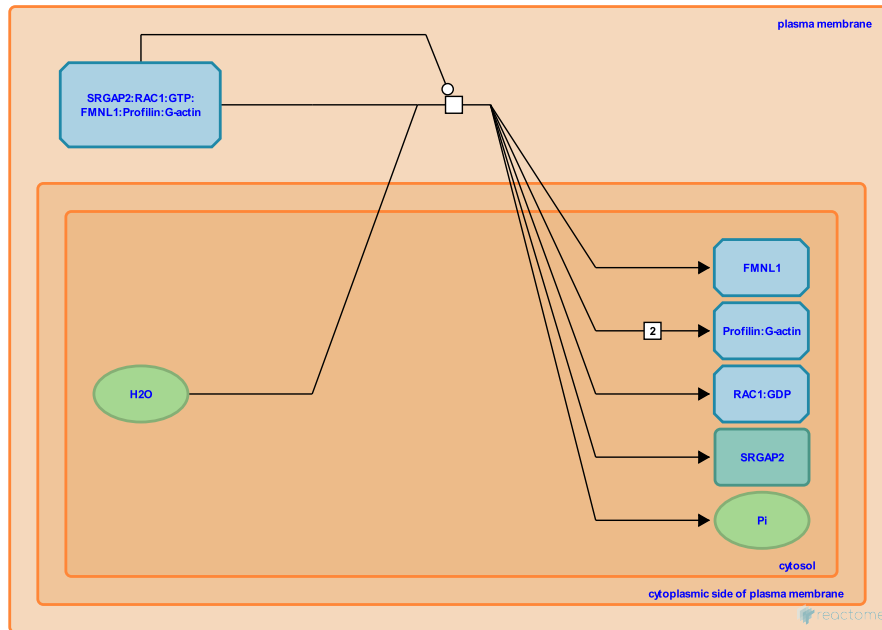 plasma membrane
SRGAP2:RAC1:GTP:
FMNL1:Profilin:G-actin
FMNL1
2
Profilin:G-actin
H2O
RAC1:GDP
SRGAP2
Pi
cytosol
cytoplasmic side of plasma membrane
reactome